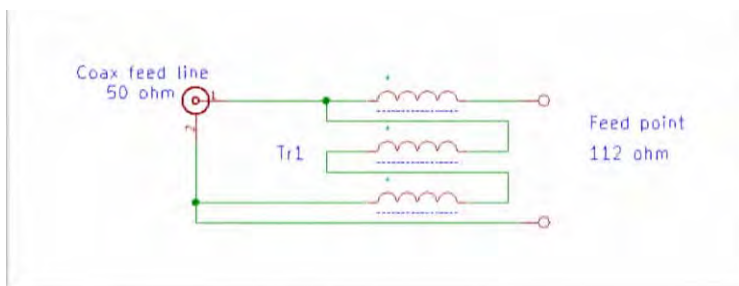 Coax feed line
50 ohm
1
2
Tr1
Feed point
112 ohm